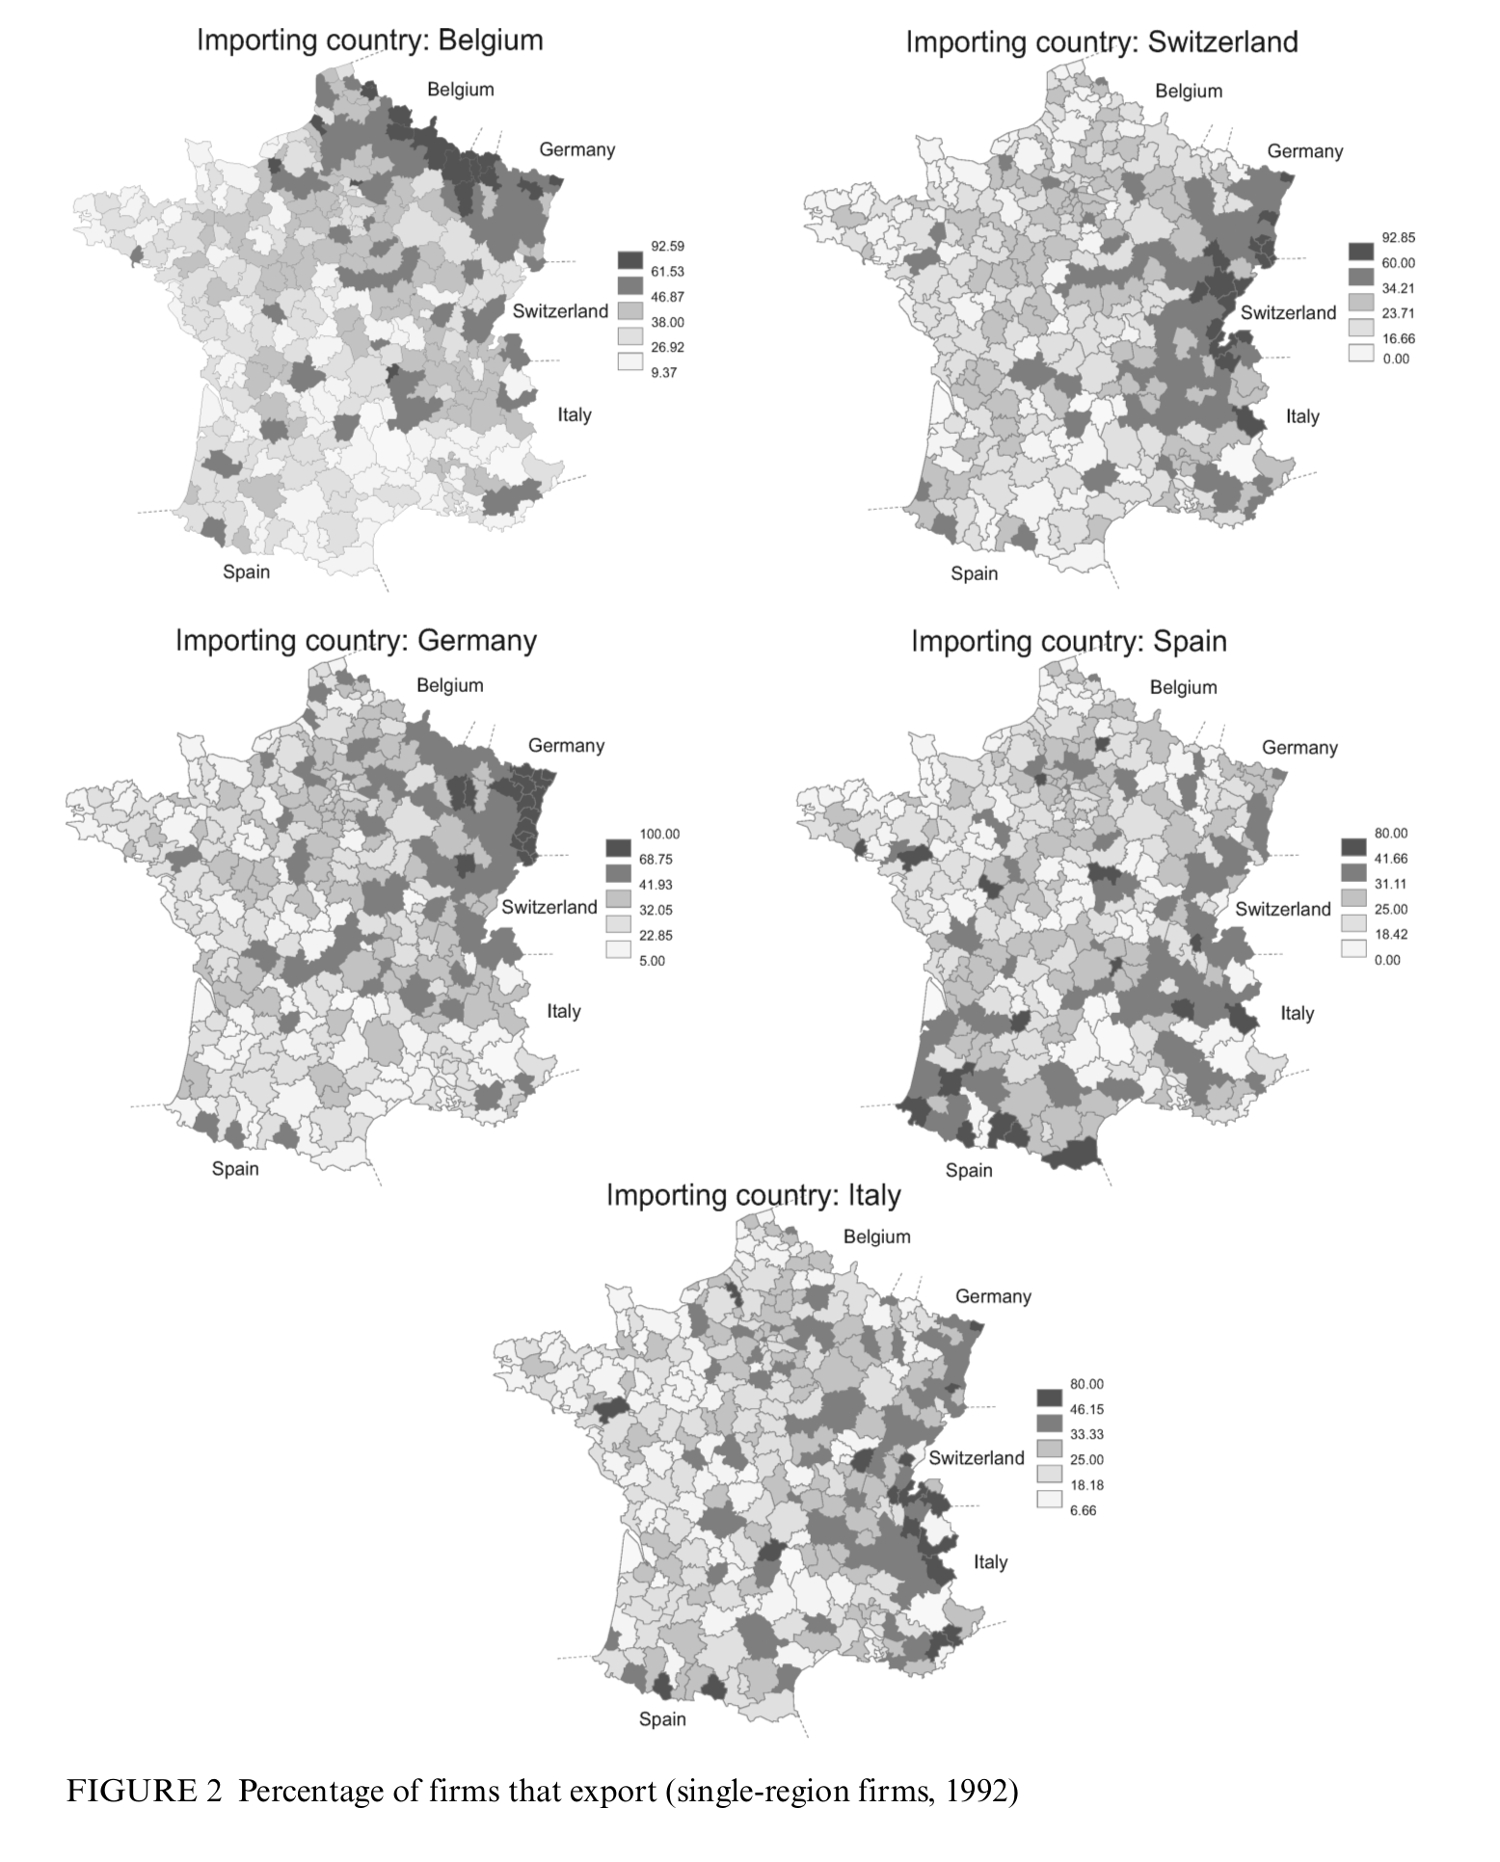 Importing country: Belgium
Belgium
Germany
92.59
61.53
46.87
38.00
26.92
9.37
Switzerland
Italy
Spain
Importing country: Switzerland
Belgium
Germany
92.85
60.00
34.21
23.71
16.66
0.00
Switzerland
Italy
Spain
Importing country: Germany
Belgium
Germany
100.00
68.75
41.93
32.05
22.85
5.00
Switzerland
Italy
Spain
Importing country: Spain
Belgium
Germany
80.00
41.66
31.11
25.00
18.42
0.00
Switzerland
Italy
Spain
Importing country: Italy
Belgium
Germany
80.00
46.15
33.33
25.00
18.18
6.66
Switzerland
Italy
Spain
FIGURE 2 Percentage of firms that export (single-region firms, 1992)